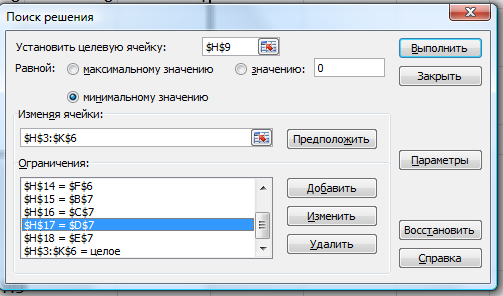 Поиск решения
Установить целевую ячейку: $H$9 Выполнить
Равной: максимальному значению значению: 0 Закрыть
минимальному значению
Изменяя ячейки:
$H$3:$K$6 Предположить
Ограничения: Параметры
$H$14 = $F$6 Добавить
$H$15 = $B$7
$H$16 = $C$7 Изменить
$H$17 = $D$7 Восстановить
$H$18 = $E$7 Удалить
$H$3:$K$6 = целое Справка